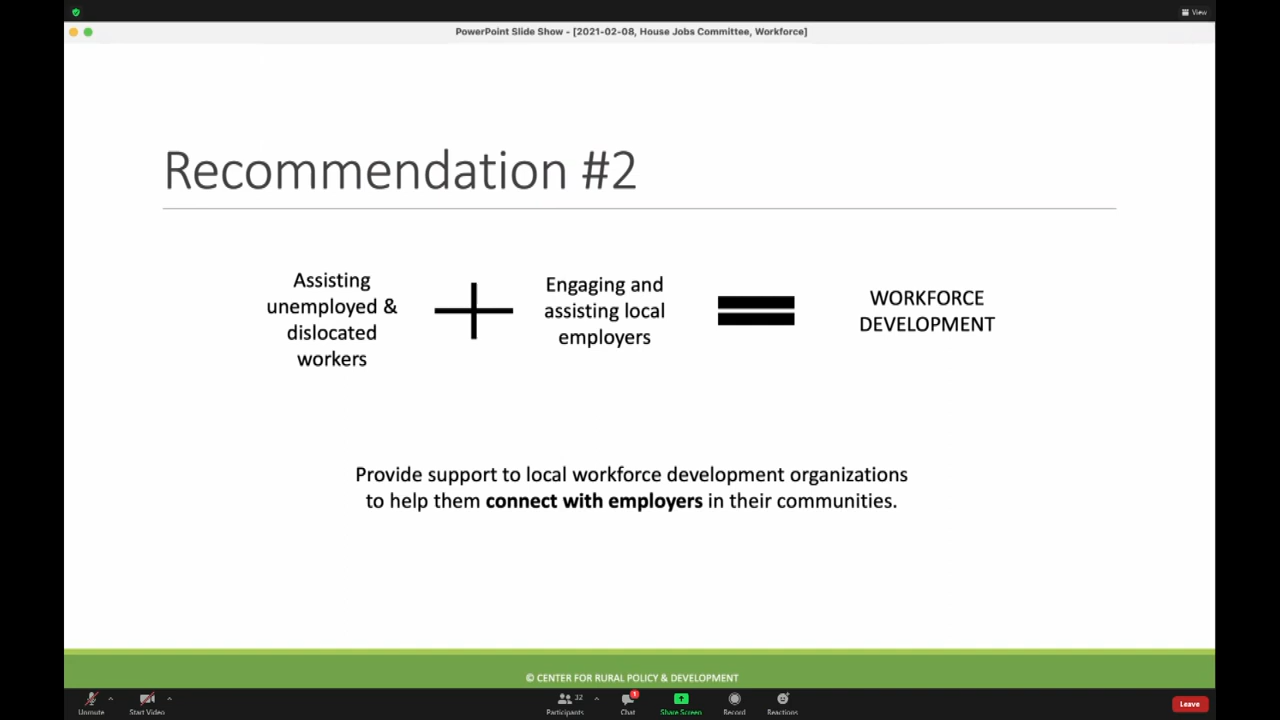 View
PowerPoint Slide Show - [2021-02-08, House Jobs Committee, Workforce]
Recommendation #2
Assisting
unemployed &
dislocated
workers
Engaging and
assisting local
employers
WORKFORCE
DEVELOPMENT
Provide support to local workforce development organizations
to help them connect with employers in their communities.
© CENTER FOR RURAL POLICY & DEVELOPMENT
Unmute
Start Video
32
Participants
1
Chat
Share Screen
Record
Reactions
Leave